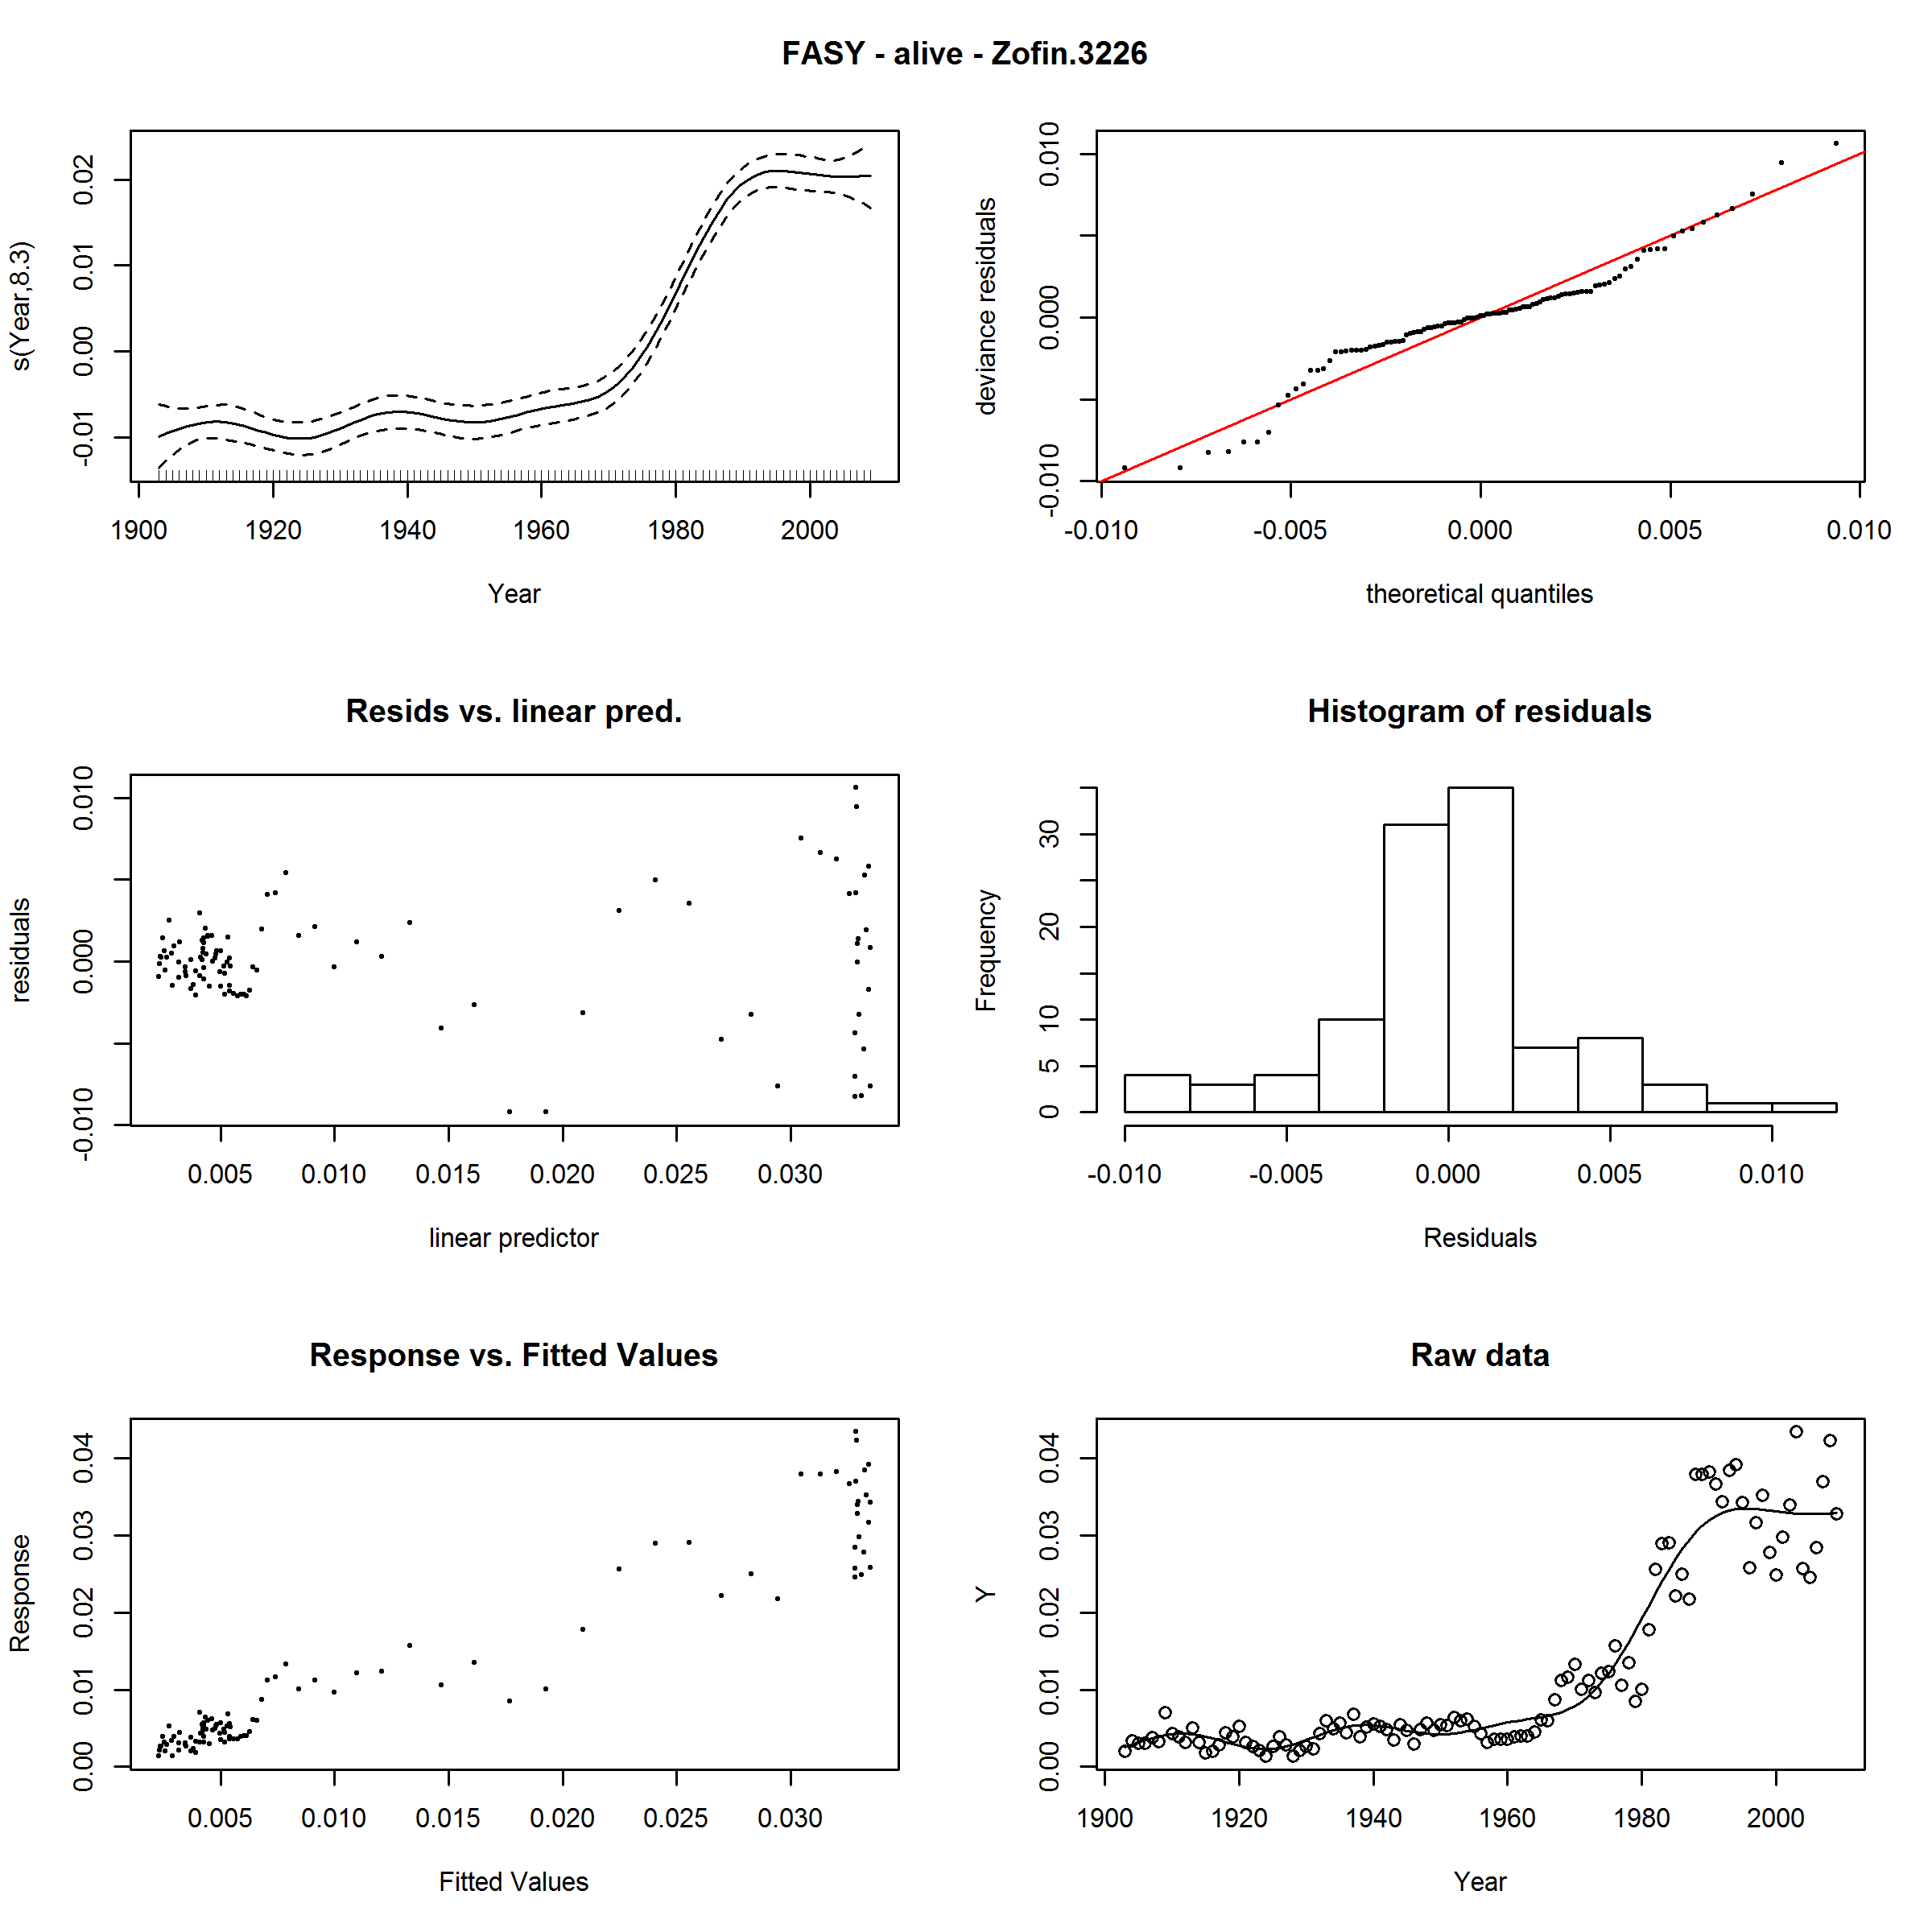 FASY - alive - Zofin.3226
s(Year,8.3)
-0.01 0.00 0.01 0.02
1900 1920 1940 1960 1980 2000
Year
deviance residuals
-0.010 0.000 0.010
-0.010 -0.005 0.000 0.005 0.010
theoretical quantiles
Resids vs. linear pred.
residuals
-0.010 0.000 0.010
0.005 0.010 0.015 0.020 0.025 0.030
linear predictor
Histogram of residuals
Frequency
0 5 10 20 30
-0.010 -0.005 0.000 0.005 0.010
Residuals
Response vs. Fitted Values
Response
0.00 0.01 0.02 0.03 0.04
0.005 0.010 0.015 0.020 0.025 0.030
Fitted Values
Raw data
Y
0.00 0.01 0.02 0.03 0.04
1900 1920 1940 1960 1980 2000
Year